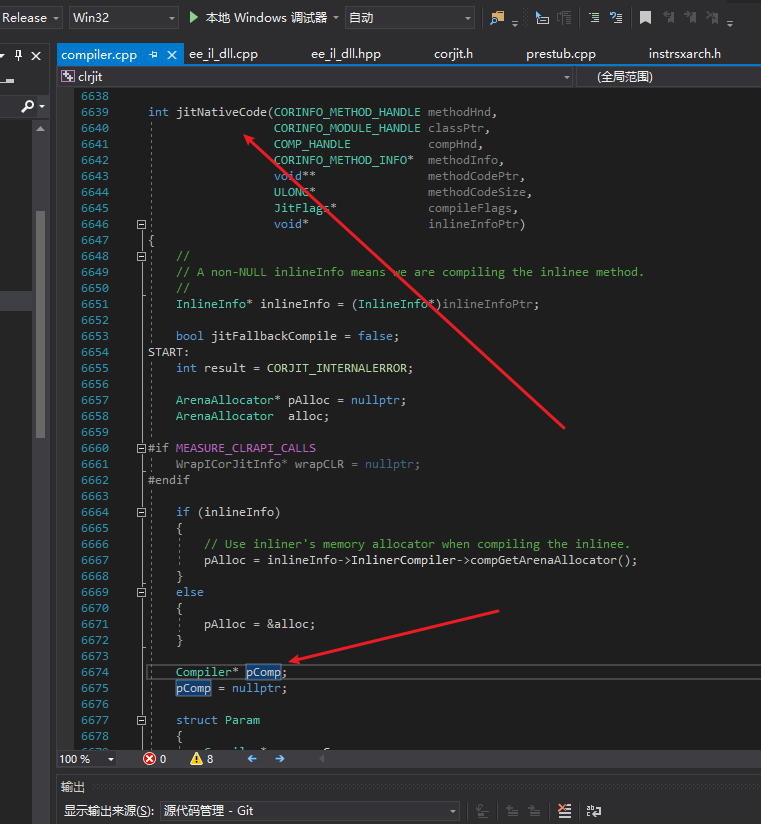 Release Win32 本地 Windows 调试器 自动
compiler.cpp ee_il_dll.cpp ee_il_dll.hpp corjit.h prestub.cpp instrsxarch.h
clrjit (全局范围)
6638
6639 int jitNativeCode(CORINFO_METHOD_HANDLE methodHnd,
6640 CORINFO_MODULE_HANDLE classPtr,
6641 COMP_HANDLE compHnd,
6642 CORINFO_METHOD_INFO* methodInfo,
6643 void** methodCodePtr,
6644 ULONG* methodCodeSize,
6645 JitFlags* compileFlags,
6646 void* inlineInfoPtr)
6647 {
6648 //
6649 // A non-NULL inlineInfo means we are compiling the inlinee method.
6650 //
6651 InlineInfo* inlineInfo = (InlineInfo*)inlineInfoPtr;
6652
6653 bool jitFallbackCompile = false;
6654 START:
6655 int result = CORJIT_INTERNALERROR;
6656
6657 ArenaAllocator* pAlloc = nullptr;
6658 ArenaAllocator alloc;
6659
6660 #if MEASURE_CLRAPI_CALLS
6661 WrapICorJitInfo* wrapCLR = nullptr;
6662 #endif
6663
6664 if (inlineInfo)
6665 {
6666 // Use inliner's memory allocator when compiling the inlinee.
6667 pAlloc = inlineInfo->InlinerCompiler->compGetArenaAllocator();
6668 }
6669 else
6670 {
6671 pAlloc = &alloc;
6672 }
6673
6674 Compiler* pComp;
6675 pComp = nullptr;
6676
6677 struct Param
6678 {
100 % 0 8
输出
显示输出来源(S): 源代码管理 - Git